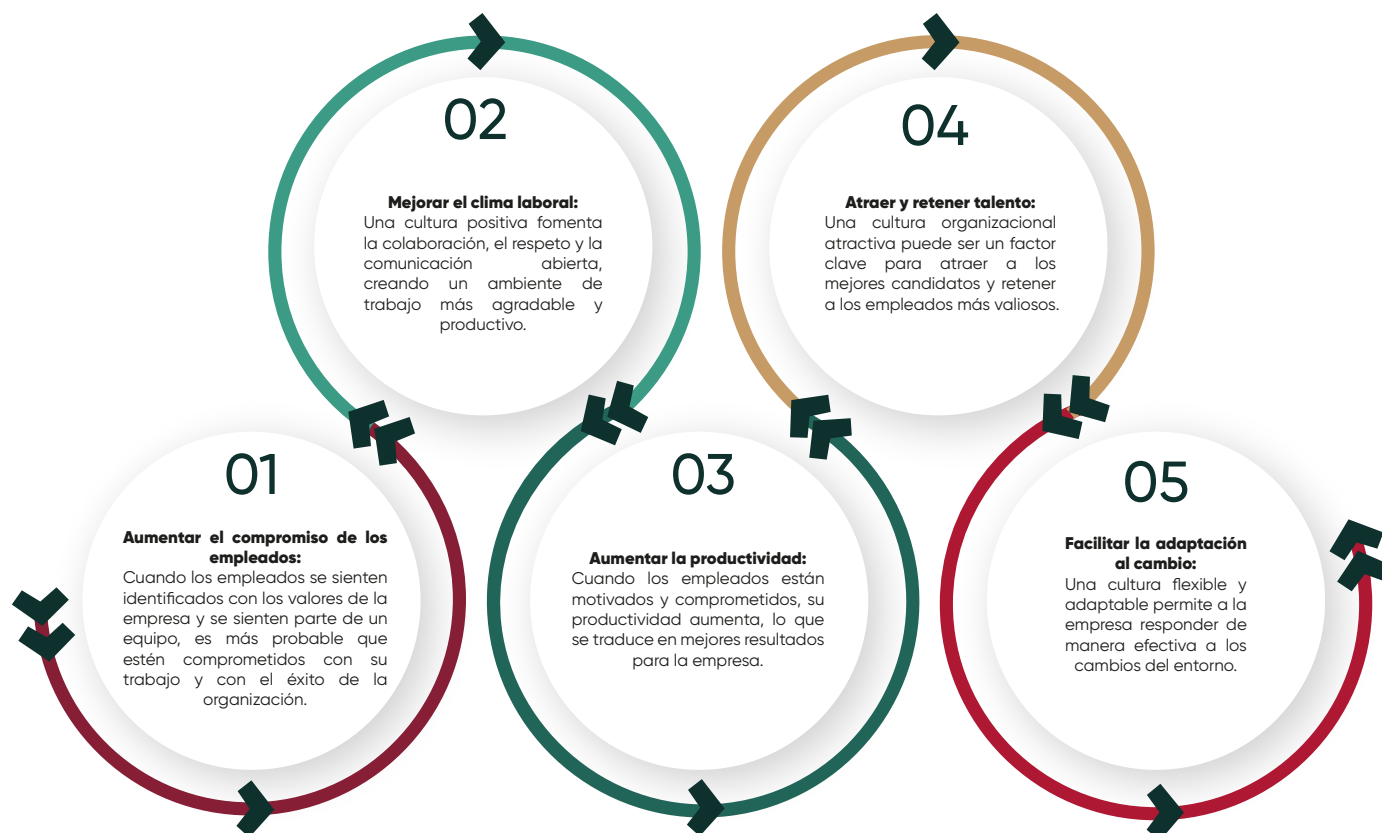 01
Aumentar el compromiso de los
empleados:
Cuando los empleados se sienten
identificados con los valores de la
empresa y se sienten parte de un
equipo, es más probable que
estén comprometidos con su
trabajo y con el éxito de la
organización.
02
Mejorar el clima laboral:
Una cultura positiva fomenta
la colaboración, el respeto y la
comunicación abierta,
creando un ambiente de
trabajo más agradable y
productivo.
03
Aumentar la productividad:
Cuando los empleados están
motivados y comprometidos, su
productividad aumenta, lo que
se traduce en mejores resultados
para la empresa.
04
Atraer y retener talento:
Una cultura organizacional
atractiva puede ser un factor
clave para atraer a los
mejores candidatos y retener
a los empleados más valiosos.
05
Facilitar la adaptación
al cambio:
Una cultura flexible y
adaptable permite a la
empresa responder de
manera efectiva a los
cambios del entorno.